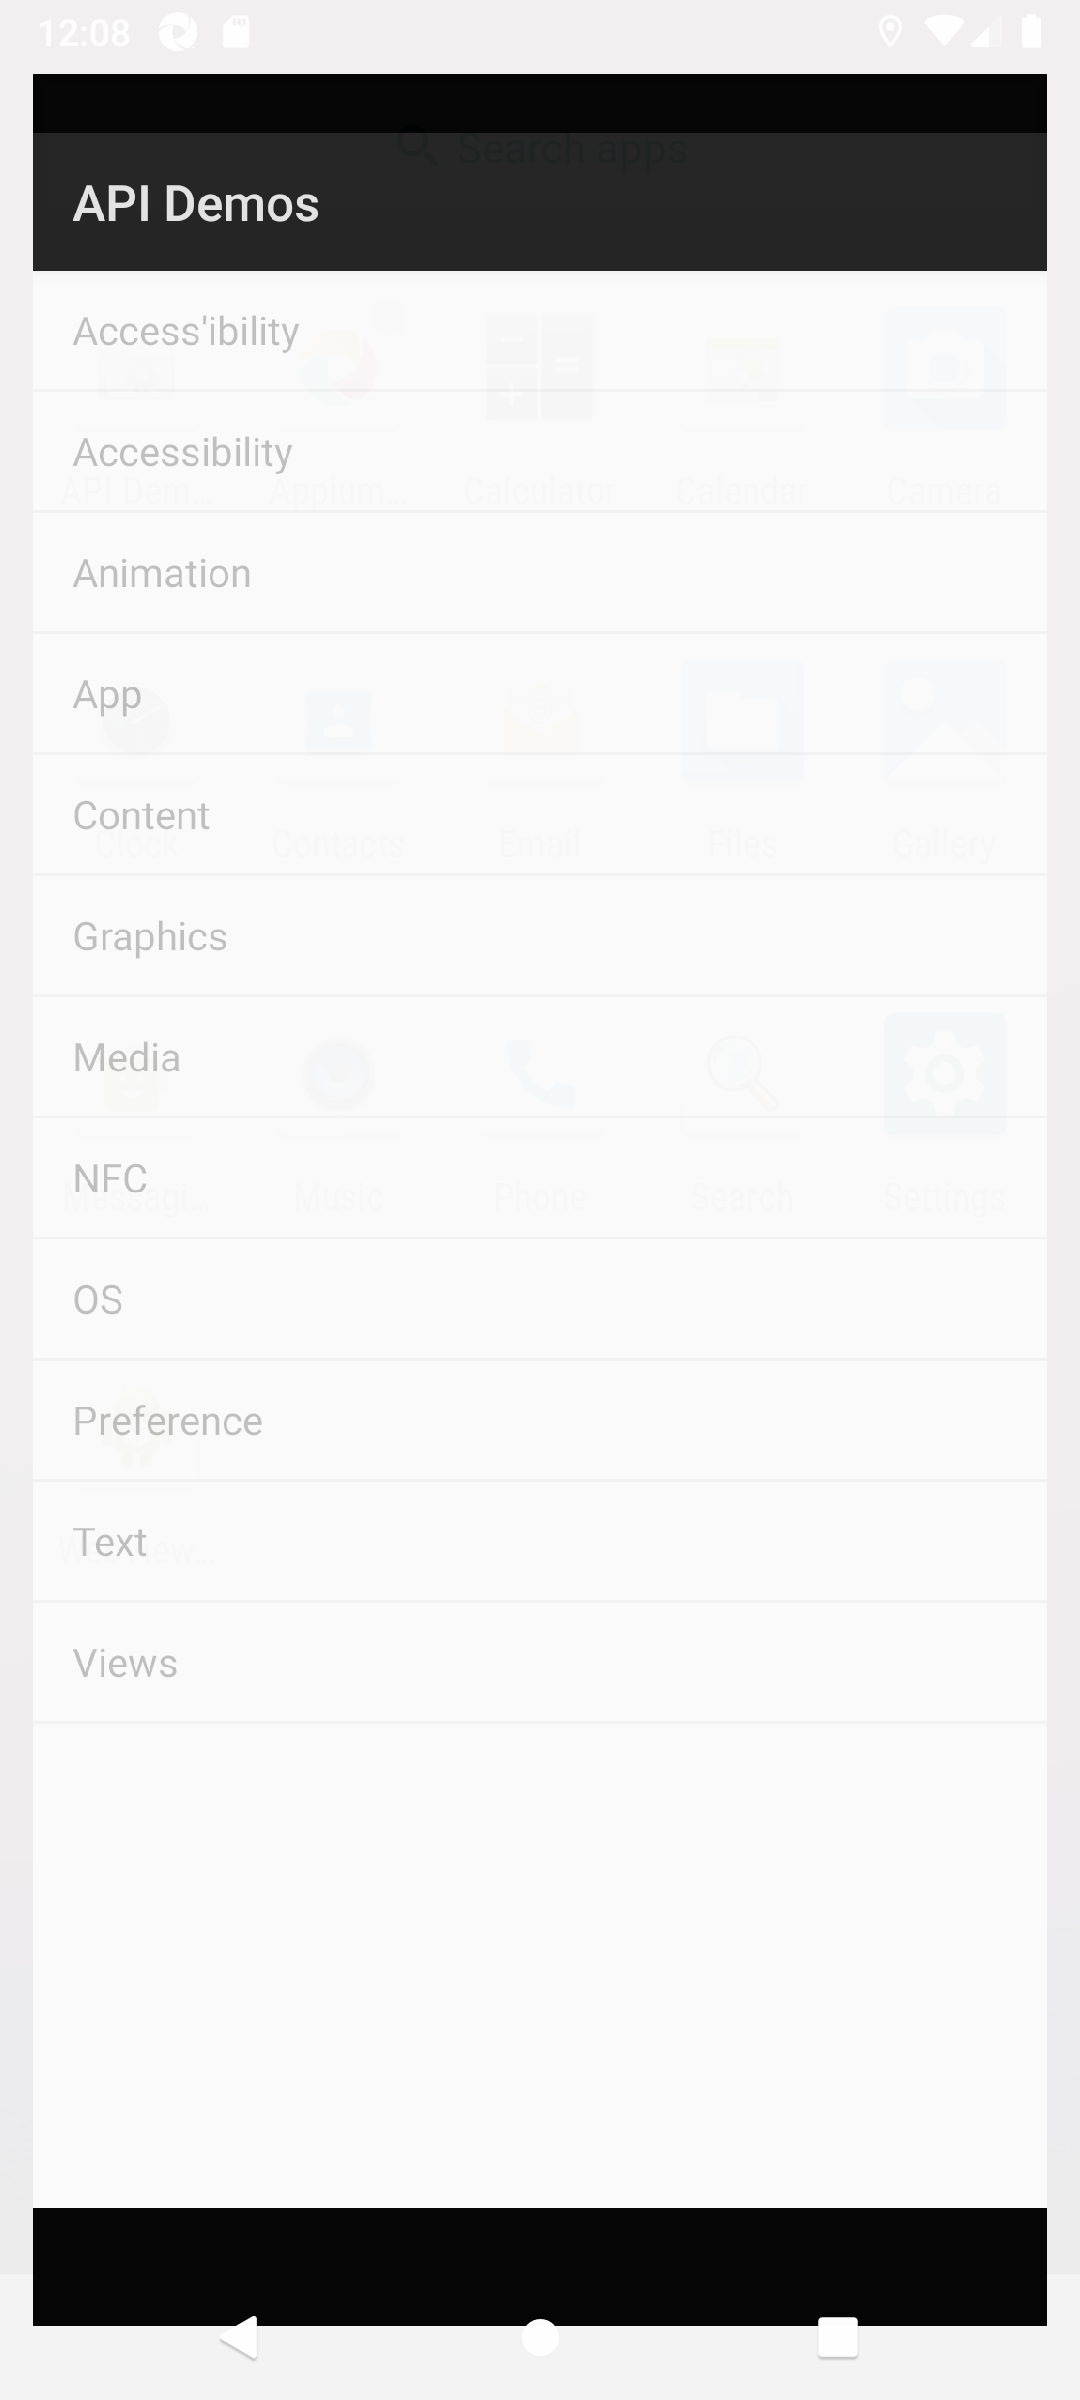 12:08
Search apps
API Demos
Access'ibility
Accessibility
API Dem... Appium... Calculator Calendar Camera
Animation
App
Content
Clock Contacts Email Files Gallery
Graphics
Media
NFC
Messagi... Music Phone Search Settings
OS
Preference
Text
Views